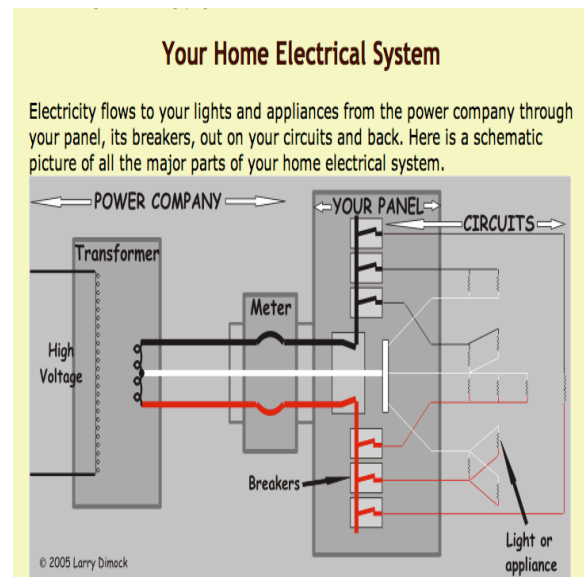 Your Home Electrical System
Electricity flows to your lights and appliances from the power company through
your panel, its breakers, out on your circuits and back. Here is a schematic
picture of all the major parts of your home electrical system.
POWER COMPANY
YOUR PANEL
CIRCUITS
Transformer
Meter
High
Voltage
Breakers
Light or
appliance
© 2005 Larry Dimock